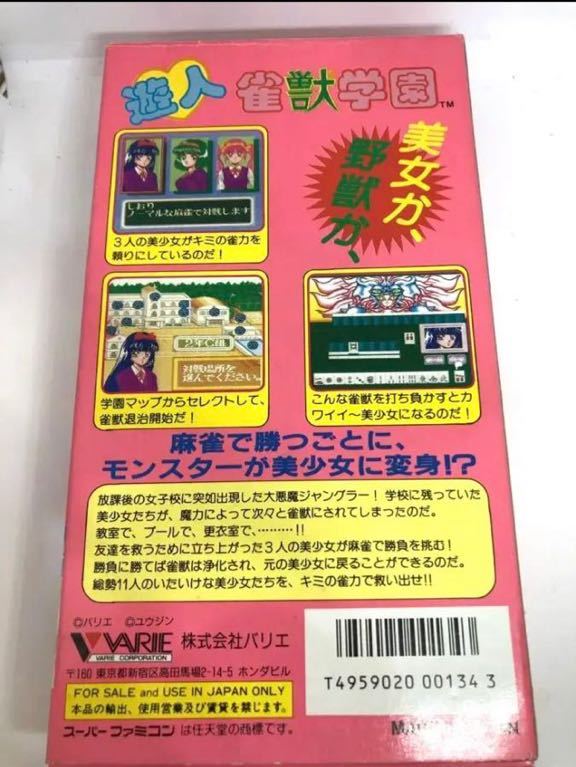 遊人 雀獣学園™
美女か、
野獣か、
しおり
ノーマルな麻雀で対戦します
3人の美少女がキミの雀力を
頼りにしているのだ!
2年C組
対戦場所を
選んでください。
学園マップからセレクトして、
雀獣退治開始だ!
こんな雀獣を打ち負かすとカ
ワイイ〜美少女になるのだ!
麻雀で勝つごとに、
モンスターが美少女に変身!?
放課後の女子校に突如出現した大悪魔ジャングラー! 学校に残っていた
美少女たちが、魔力によって次々と雀獣にされてしまったのだ。
教室で、プールで、更衣室で、………!!
友達を救うために立ち上がった3人の美少女が麻雀で勝負を挑む!
勝負に勝てば雀獣は浄化され、元の美少女に戻ることができるのだ。
総勢11人のいたいけな美少女たちを、キミの雀力で救い出せ!!
©バリエ ©ユウジン
VARIE 株式会社バリエ
VARIE CORPORATION
〒160 東京都新宿区高田馬場2-14-5 ホンダビル
FOR SALE and USE IN JAPAN ONLY
本品の輸出、使用営業及び賃貸を禁じます。
スーパーファミコンは任天堂の商標です。
T4959020 00134 3